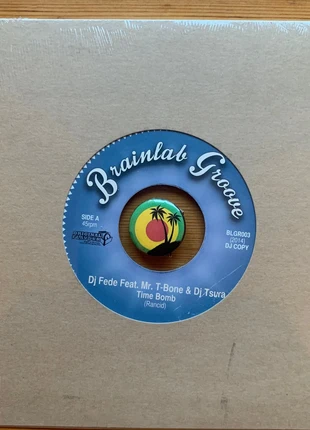 Brainlab Groove
SIDE A
45rpm
BLGR003
(2014)
DJ COPY
Dj Fede Feat. Mr. T-Bone & Dj Tsura
Time Bomb
(Rancid)